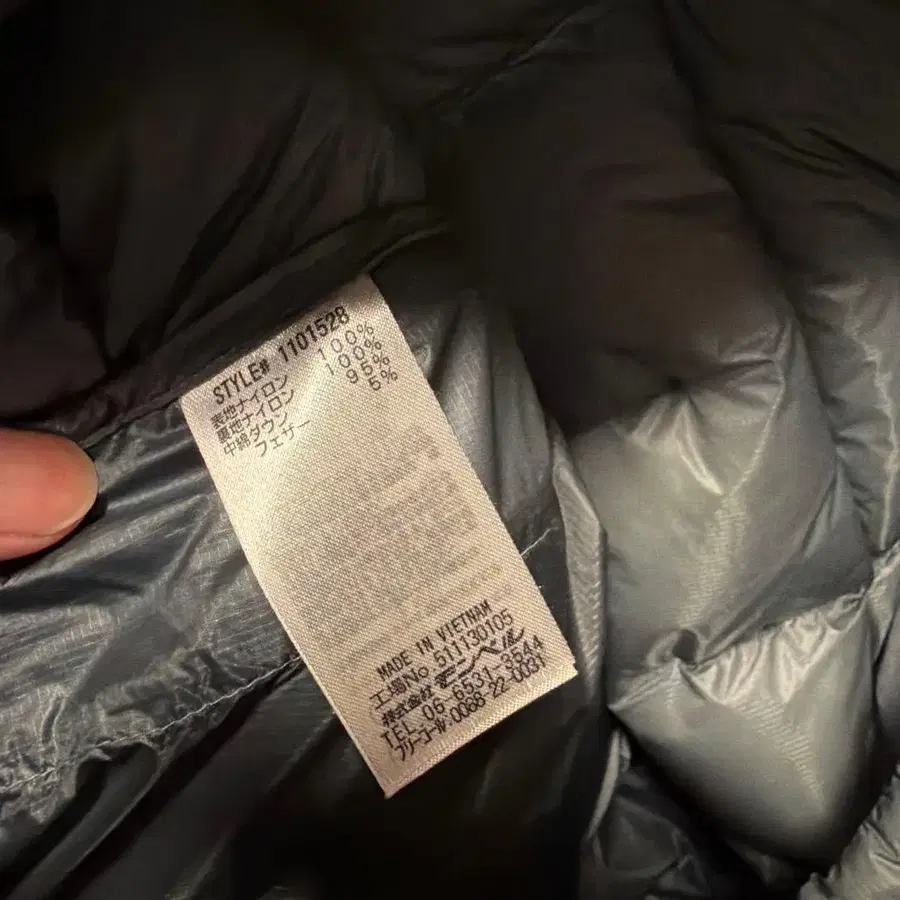 STYLE# 1101528
表地ナイロン 100%
裏地ナイロン 100%
中綿ダウン 95%
フェザー 5%
MADE IN VIETNAM
工場No. 511130105
株式会社モンベル
TEL.06-6531-3544
フリーコール 0088-22-0031